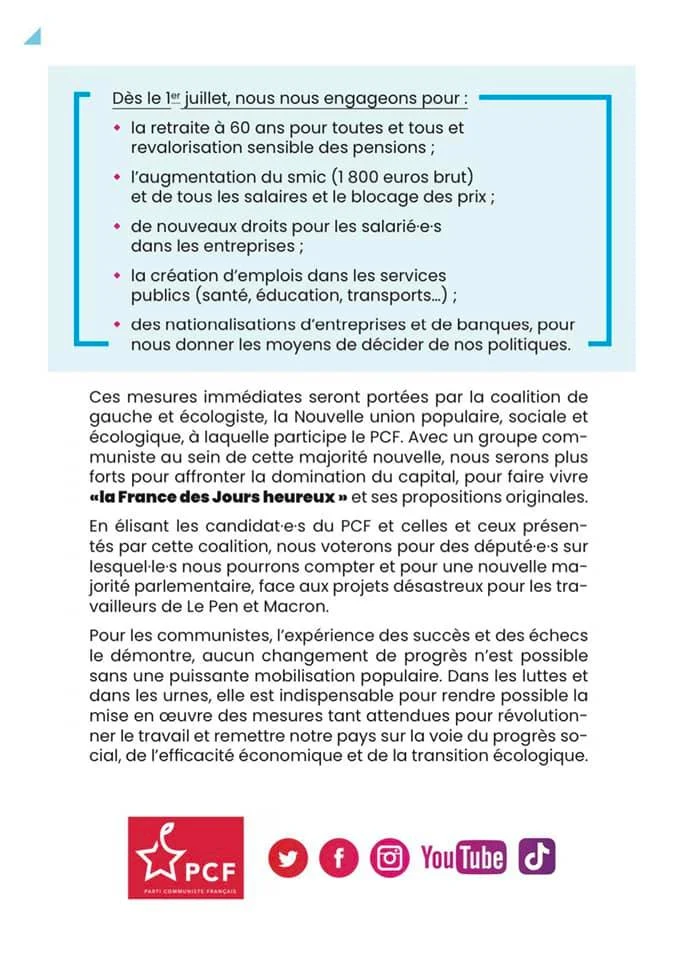 Dès le 1er juillet, nous nous engageons pour :
la retraite à 60 ans pour toutes et tous et
revalorisation sensible des pensions ;
l’augmentation du smic (1 800 euros brut)
et de tous les salaires et le blocage des prix ;
de nouveaux droits pour les salarié·e·s
dans les entreprises ;
la création d’emplois dans les services
publics (santé, éducation, transports…) ;
des nationalisations d’entreprises et de banques, pour
nous donner les moyens de décider de nos politiques.
Ces mesures immédiates seront portées par la coalition de
gauche et écologiste, la Nouvelle union populaire, sociale et
écologique, à laquelle participe le PCF. Avec un groupe com-
muniste au sein de cette majorité nouvelle, nous serons plus
forts pour affronter la domination du capital, pour faire vivre
«la France des Jours heureux » et ses propositions originales.
En élisant les candidat·e·s du PCF et celles et ceux présen-
tés par cette coalition, nous voterons pour des député·e·s sur
lesquel·le·s nous pourrons compter et pour une nouvelle ma-
jorité parlementaire, face aux projets désastreux pour les tra-
vailleurs de Le Pen et Macron.
Pour les communistes, l’expérience des succès et des échecs
le démontre, aucun changement de progrès n’est possible
sans une puissante mobilisation populaire. Dans les luttes et
dans les urnes, elle est indispensable pour rendre possible la
mise en œuvre des mesures tant attendues pour révolution-
ner le travail et remettre notre pays sur la voie du progrès so-
cial, de l’efficacité économique et de la transition écologique.
PCF
PARTI COMMUNISTE FRANÇAIS
YouTube